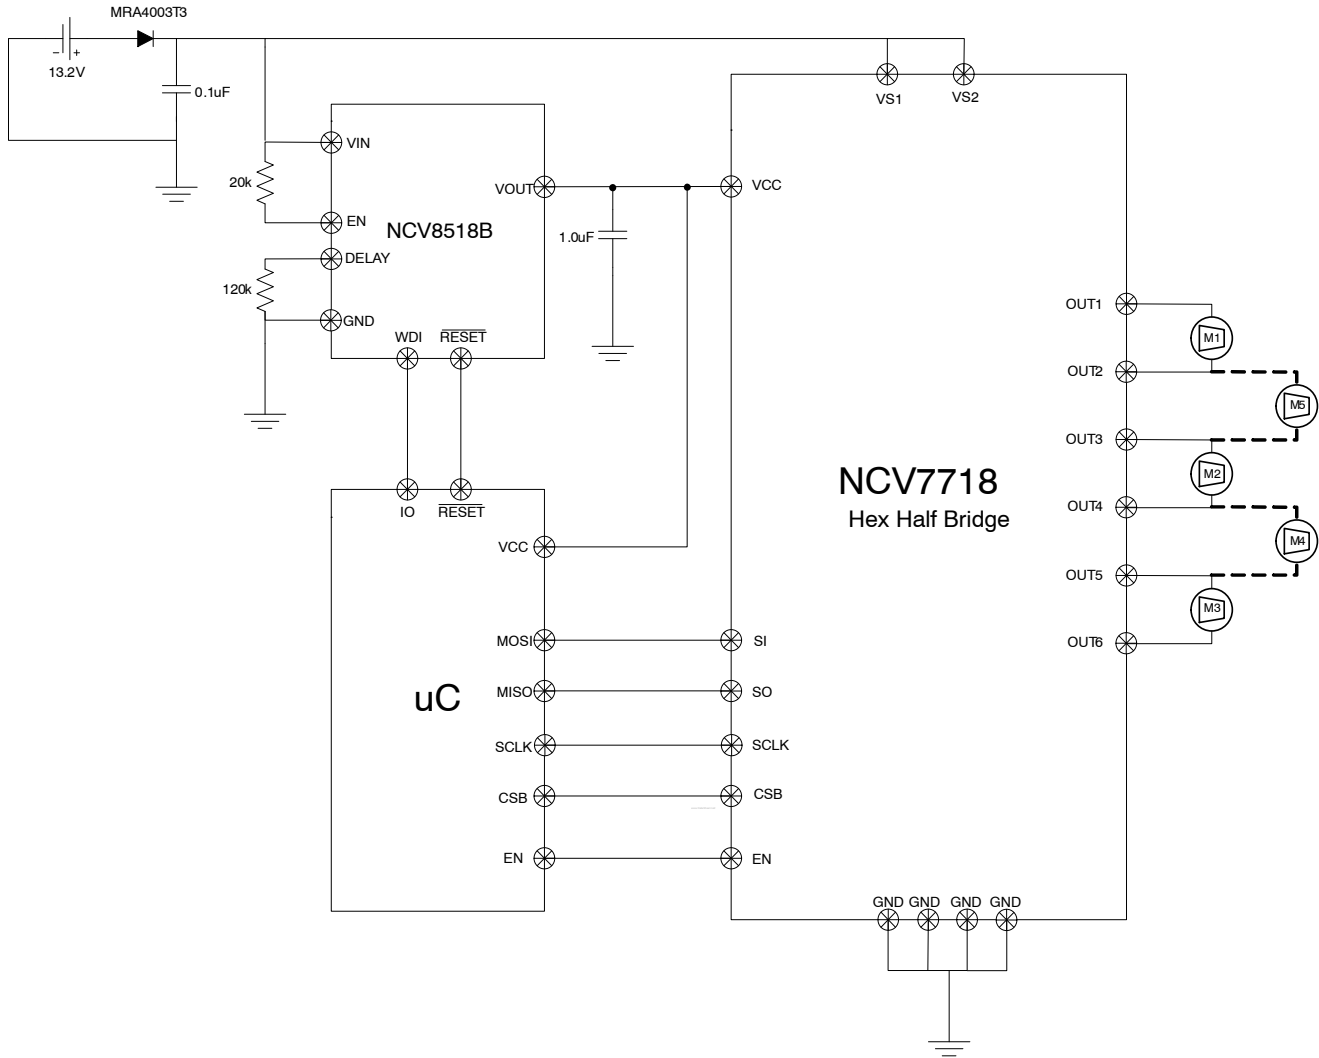 MRA4003T3
13.2V
0.1uF
VS1
VS2
VIN
20k
VOUT
VCC
EN
NCV8518B
1.0uF
DELAY
120k
GND
WDI
RESET
OUT1
M1
OUT2
M5
OUT3
M2
NCV7718
Hex Half Bridge
OUT4
M4
OUT5
M3
OUT6
IO
RESET
VCC
MOSI
SI
uC
MISO
SO
SCLK
SCLK
CSB
CSB
EN
EN
GND
GND
GND
GND